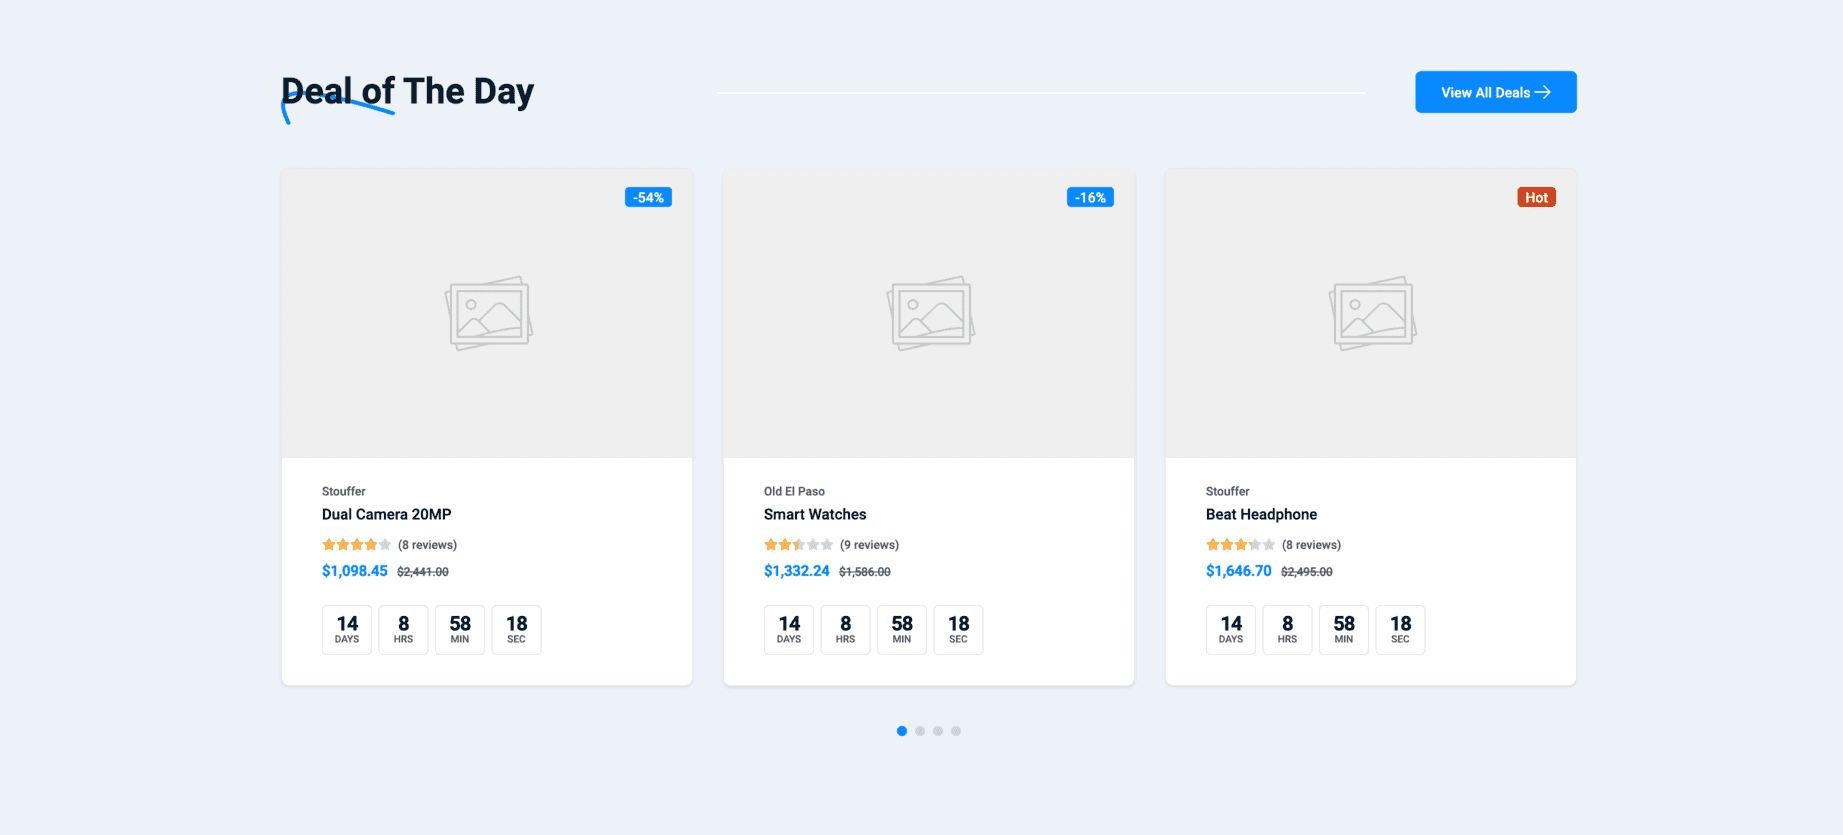 Deal of The Day
View All Deals
-54%
Stouffer
Dual Camera 20MP
(8 reviews)
$1,098.45 $2,441.00
14 8 58 18
DAYS HRS MIN SEC
-16%
Old El Paso
Smart Watches
(9 reviews)
$1,332.24 $1,586.00
14 8 58 18
DAYS HRS MIN SEC
Hot
Stouffer
Beat Headphone
(8 reviews)
$1,646.70 $2,495.00
14 8 58 18
DAYS HRS MIN SEC